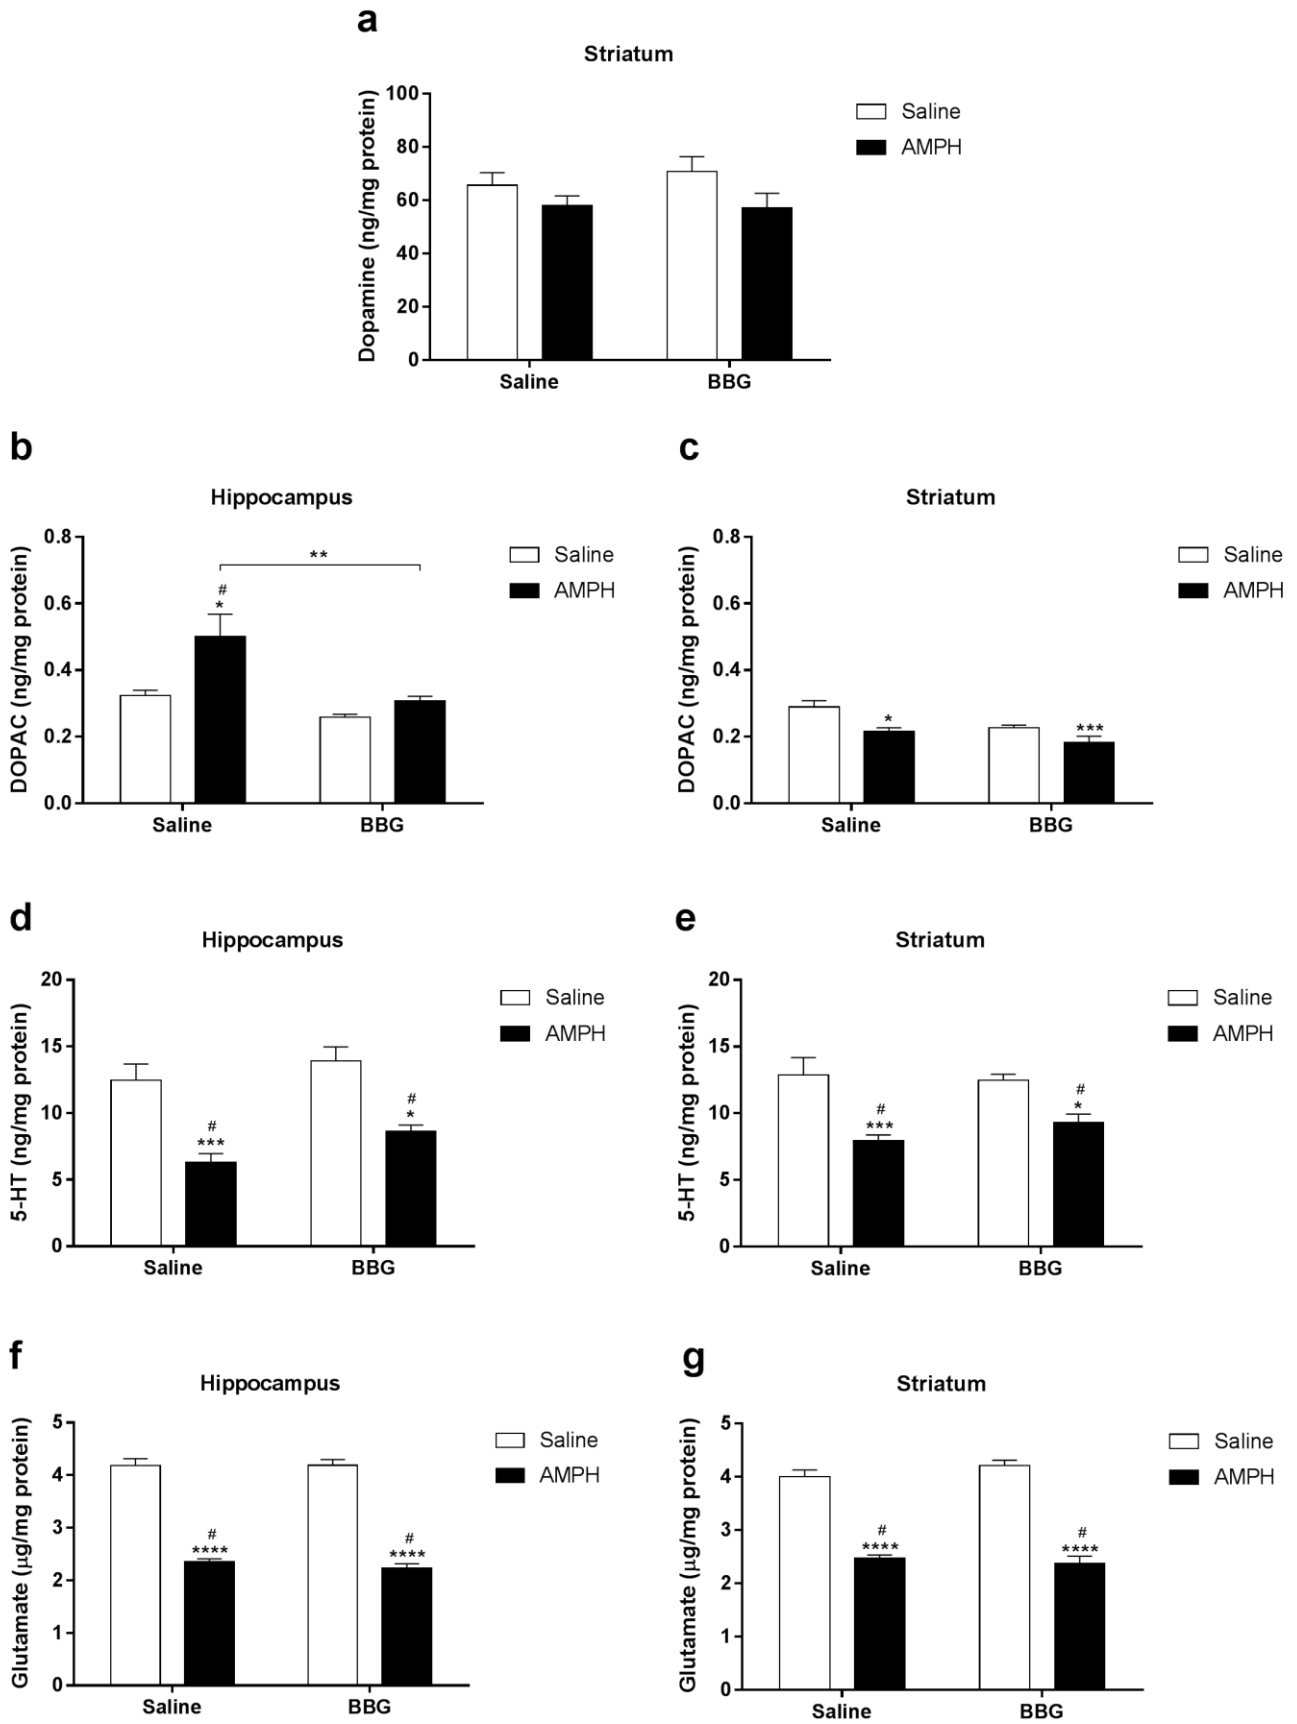 a
Striatum
Dopamine (ng/mg protein)
100
80
60
40
20
0
Saline
BBG
Saline
AMPH
b
Hippocampus
DOPAC (ng/mg protein)
0.8
0.6
0.4
0.2
0.0
**
#
*
Saline
BBG
Saline
AMPH
c
Striatum
DOPAC (ng/mg protein)
0.8
0.6
0.4
0.2
0.0
*
***
Saline
BBG
Saline
AMPH
d
Hippocampus
5-HT (ng/mg protein)
20
15
10
5
0
#
***
#
*
Saline
BBG
Saline
AMPH
e
Striatum
5-HT (ng/mg protein)
20
15
10
5
0
#
***
#
*
Saline
BBG
Saline
AMPH
f
Hippocampus
Glutamate (µg/mg protein)
5
4
3
2
1
0
#
****
#
****
Saline
BBG
Saline
AMPH
g
Striatum
Glutamate (µg/mg protein)
5
4
3
2
1
0
#
****
#
****
Saline
BBG
Saline
AMPH